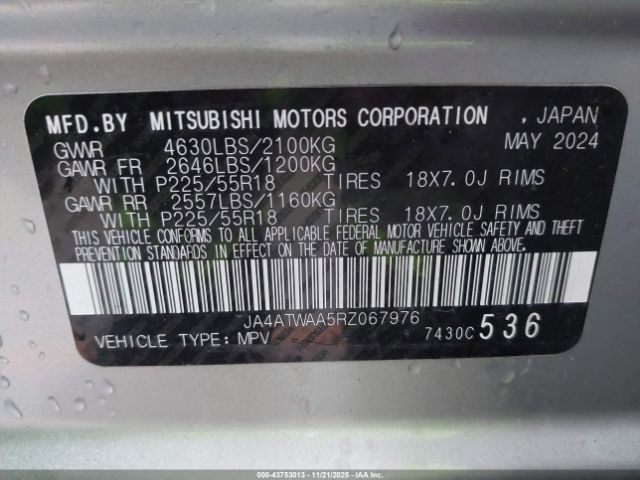 MFD.BY MITSUBISHI MOTORS CORPORATION . JAPAN
GVWR 4630LBS/2100KG MAY 2024
GAWR FR 2646LBS/1200KG
WITH P225/55R18 TIRES 18X7.0J RIMS
GAWR RR 2557LBS/1160KG
WITH P225/55R18 TIRES 18X7.0J RIMS
THIS VEHICLE CONFORMS TO ALL APPLICABLE FEDERAL MOTOR VEHICLE SAFETY AND THEFT
PREVENTION STANDARDS IN EFFECT ON THE DATE OF MANUFACTURE SHOWN ABOVE.
JA4ATWAA5RZ067976
VEHICLE TYPE: MPV 7430C 536
000-43753013 - 11/21/2025 - IAAI.COM